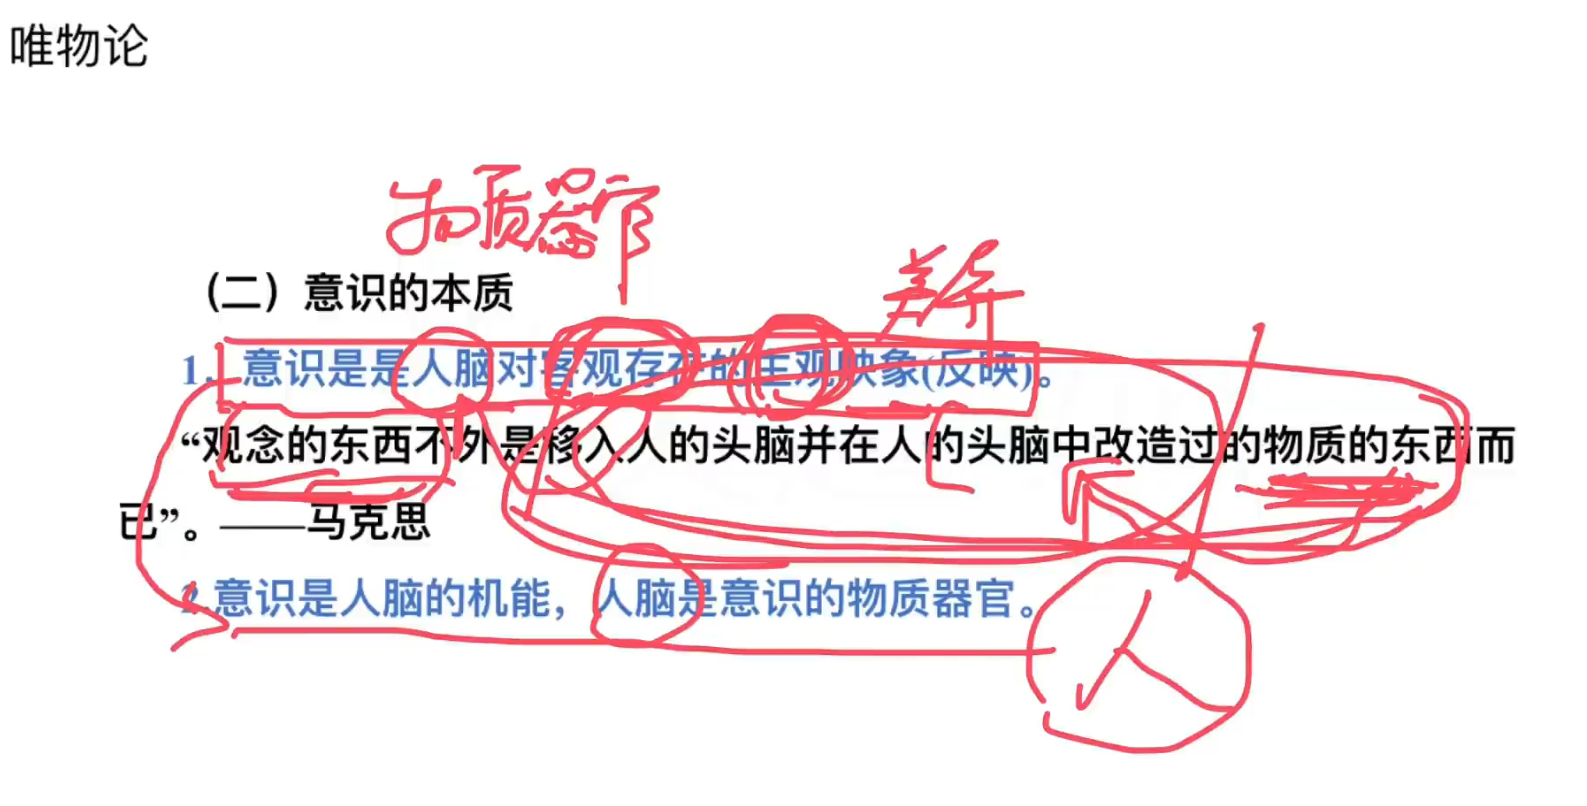 唯物论
物质器官
差异
（二）意识的本质
1. 意识是是人脑对客观存在的主观映象(反映)。
“观念的东西不外是移入人的头脑并在人的头脑中改造过的物质的东西而
已”。——马克思
2.意识是人脑的机能，人脑是意识的物质器官。
人